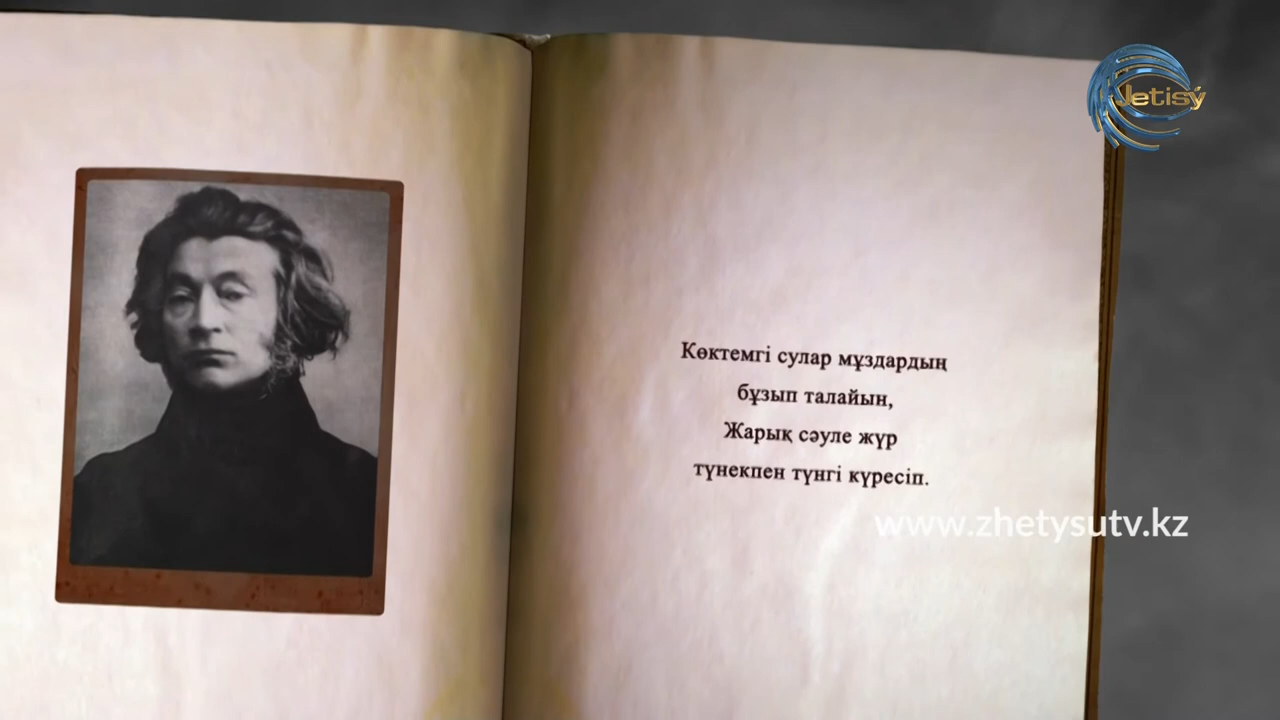 Jetisý
Көктемгі сулар мұздардың
бұзып талайын,
Жарық сәуле жүр
түнекпен түнгі күресіп.
www.zhetysutv.kz